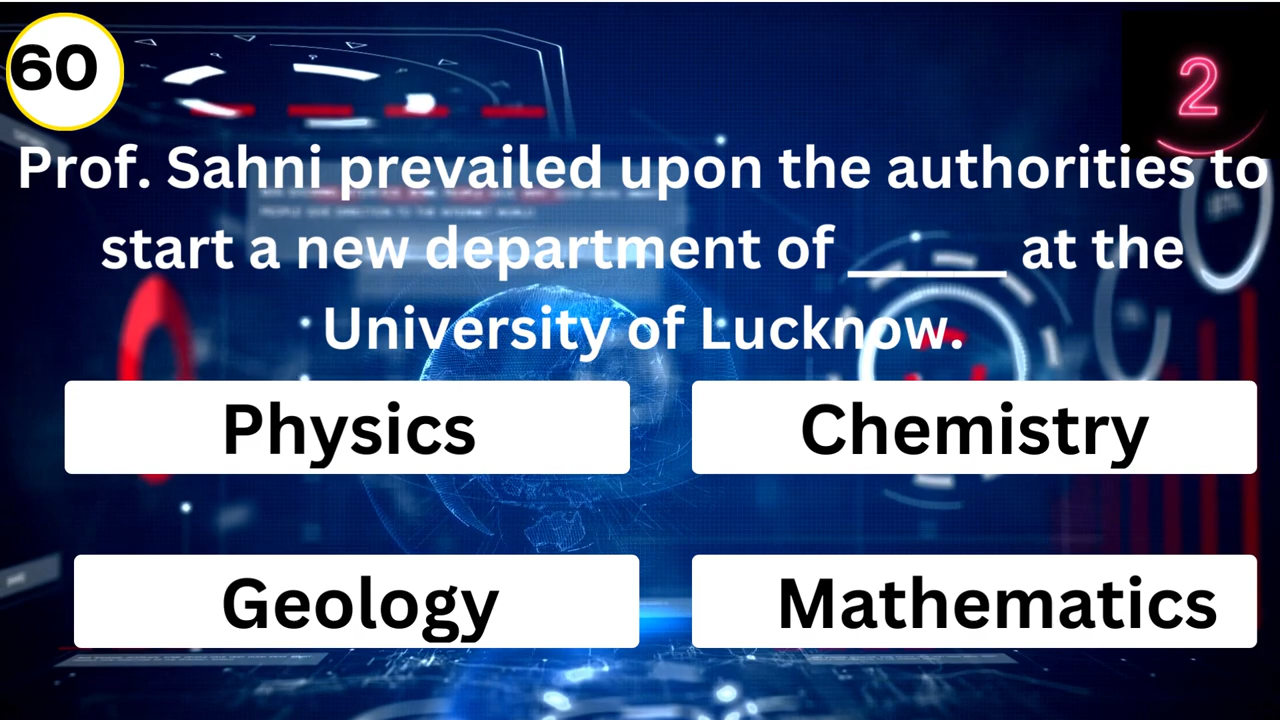 60
2
Prof. Sahni prevailed upon the authorities to
start a new department of ______ at the
University of Lucknow.
Physics
Chemistry
Geology
Mathematics